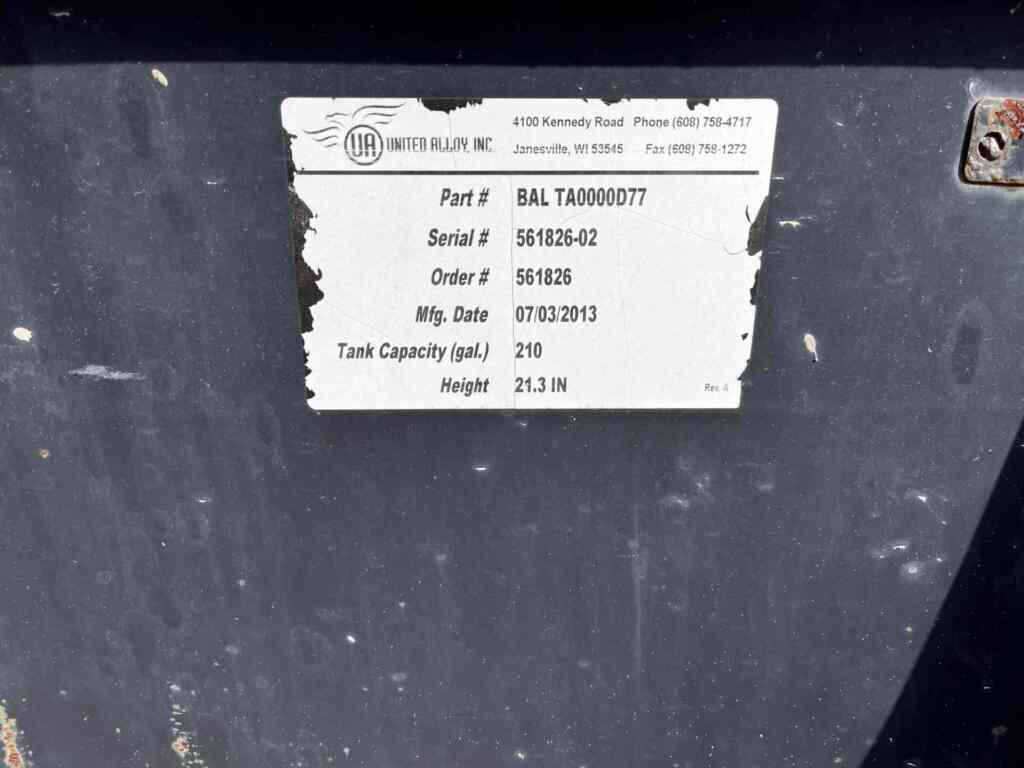 UA UNITED ALLOY, INC.
4100 Kennedy Road Phone (608) 758-4717
Janesville, WI 53545 Fax (608) 758-1272
Part # BAL TA0000D77
Serial # 561826-02
Order # 561826
Mfg. Date 07/03/2013
Tank Capacity (gal.) 210
Height 21.3 IN
Rev. A